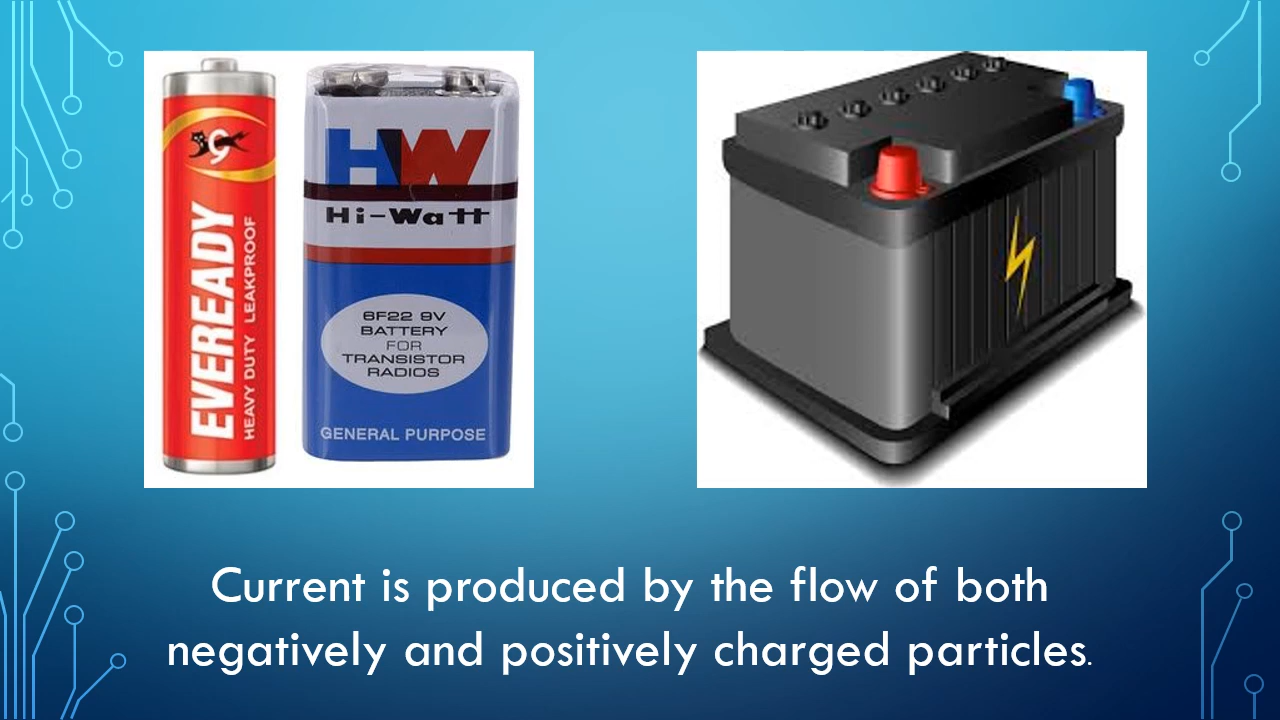 9
EVEREADY
HEAVY DUTY LEAKPROOF
HW
Hi-Watt
6F22 9V
BATTERY
FOR
TRANSISTOR
RADIOS
GENERAL PURPOSE
Current is produced by the flow of both
negatively and positively charged particles.